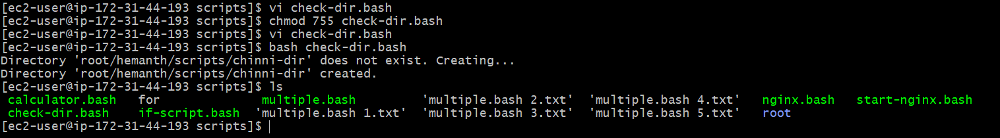 [ec2-user@ip-172-31-44-193 scripts]$ vi check-dir.bash
[ec2-user@ip-172-31-44-193 scripts]$ chmod 755 check-dir.bash
[ec2-user@ip-172-31-44-193 scripts]$ vi check-dir.bash
[ec2-user@ip-172-31-44-193 scripts]$ bash check-dir.bash
Directory 'root/hemanth/scripts/chinni-dir' does not exist. Creating...
Directory 'root/hemanth/scripts/chinni-dir' created.
[ec2-user@ip-172-31-44-193 scripts]$ ls
calculator.bash for multiple.bash 'multiple.bash 2.txt' 'multiple.bash 4.txt' nginx.bash start-nginx.bash
check-dir.bash if-script.bash 'multiple.bash 1.txt' 'multiple.bash 3.txt' 'multiple.bash 5.txt' root
[ec2-user@ip-172-31-44-193 scripts]$